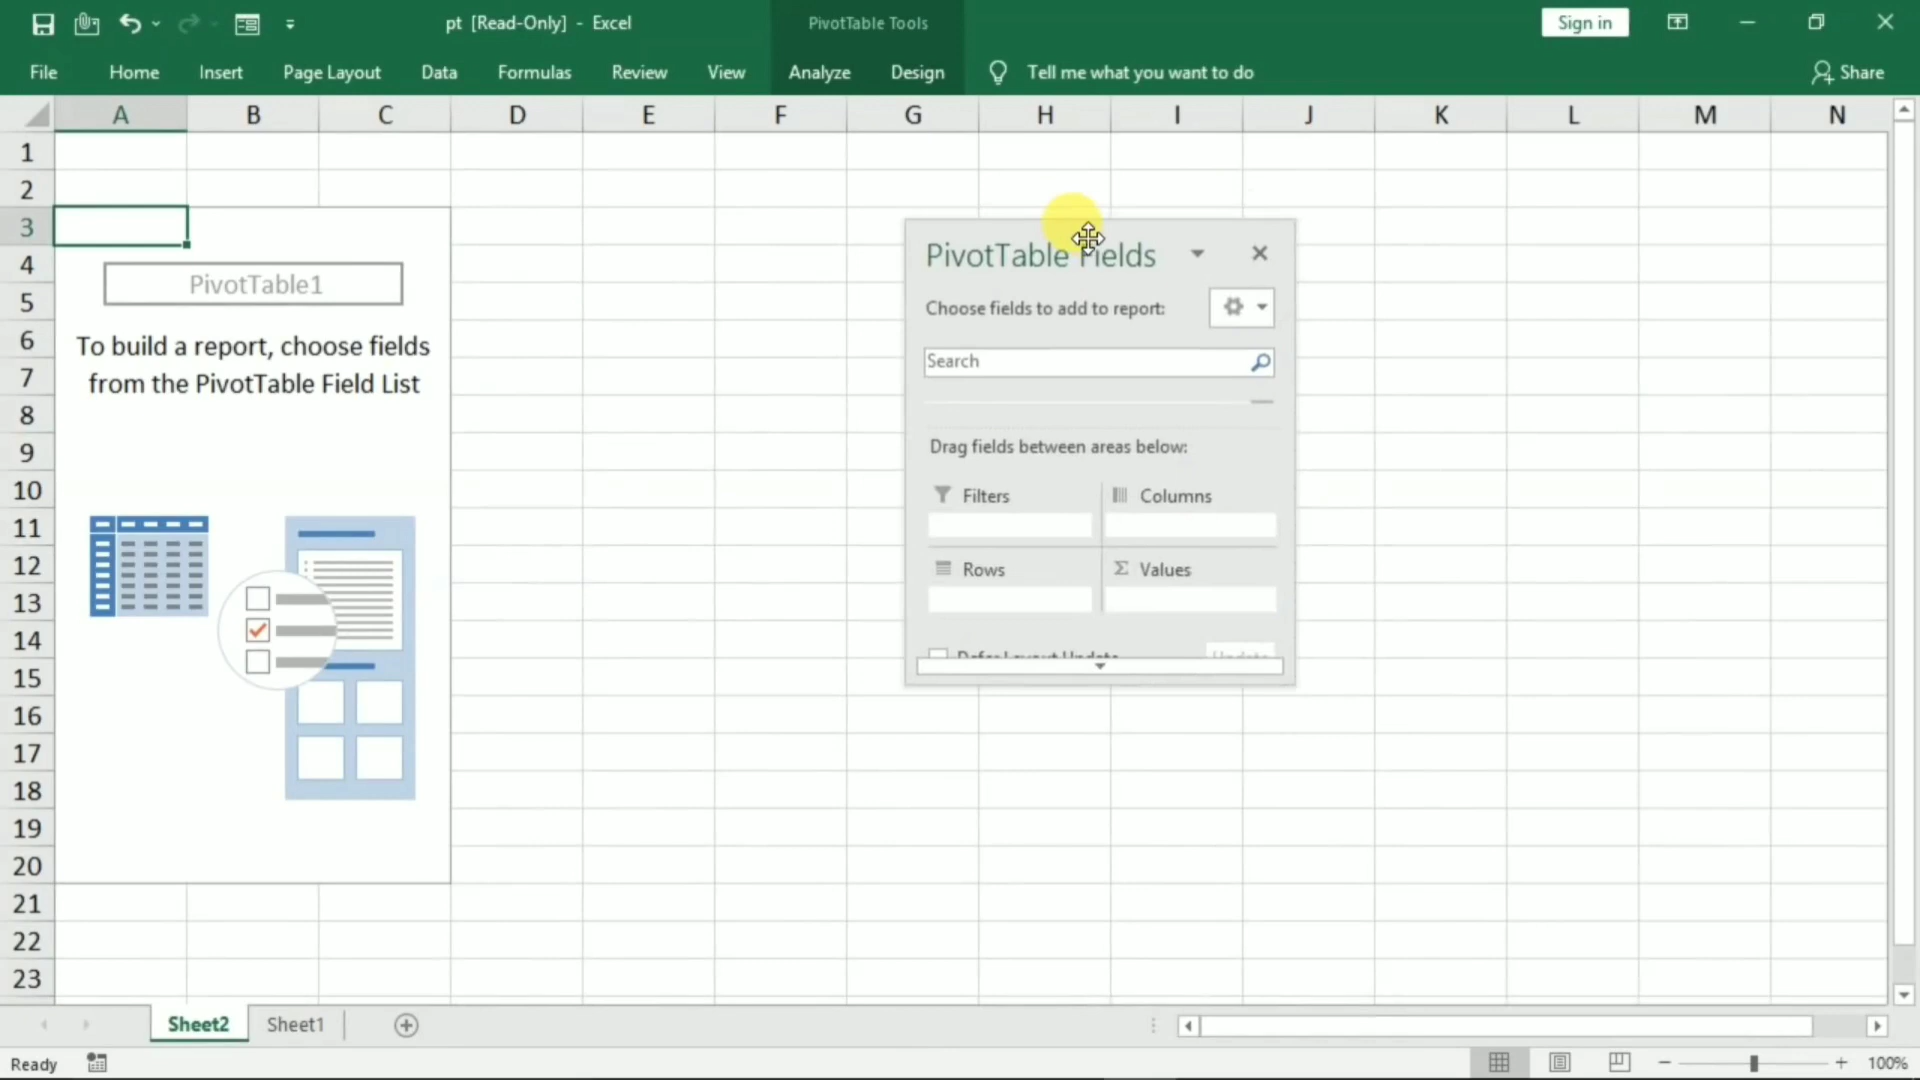 pt [Read-Only] - Excel
PivotTable Tools
Sign in
File Home Insert Page Layout Data Formulas Review View Analyze Design Tell me what you want to do Share
A B C D E F G H I J K L M N
1
2
3
4
5
6
7
8
9
10
11
12
13
14
15
16
17
18
19
20
21
22
23
PivotTable1
To build a report, choose fields
from the PivotTable Field List
PivotTable Fields
Choose fields to add to report:
Search
Drag fields between areas below:
Filters Columns
Rows Σ Values
Defer Layout Update Update
Sheet2 Sheet1
Ready 100%